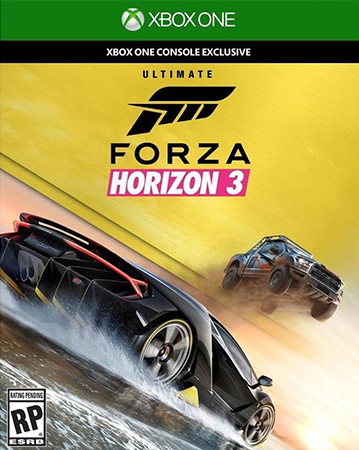 XBOX ONE
XBOX ONE CONSOLE EXCLUSIVE
ULTIMATE
FORZA
HORIZON 3
RATING PENDING
RP
ESRB